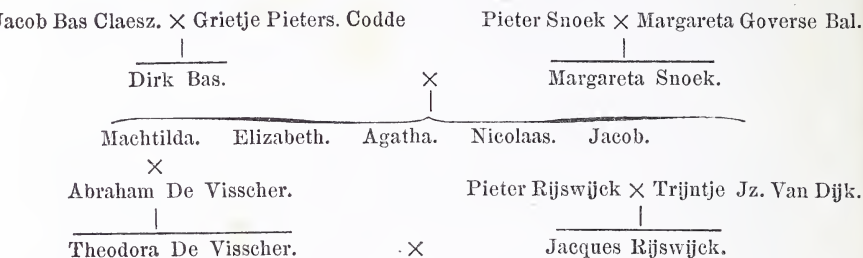 Jacob Bas Claesz. × Grietje Pieters. Codde Pieter Snoek × Margareta Goverse Bal.
Dirk Bas. × Margareta Snoek.
Machtilda. Elizabeth. Agatha. Nicolaas. Jacob.
×
Abraham De Visscher. Pieter Rijswijck × Trijntje Jz. Van Dijk.
Theodora De Visscher. × Jacques Rijswijck.